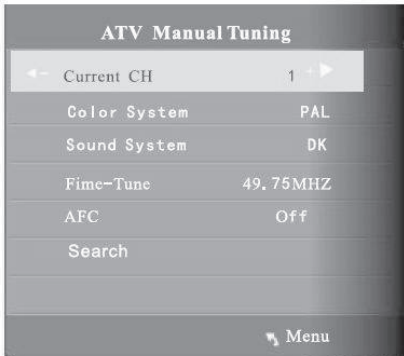 ATV Manual Tuning
Current CH 1
Color System PAL
Sound System DK
Fime-Tune 49.75MHZ
AFC Off
Search
Menu